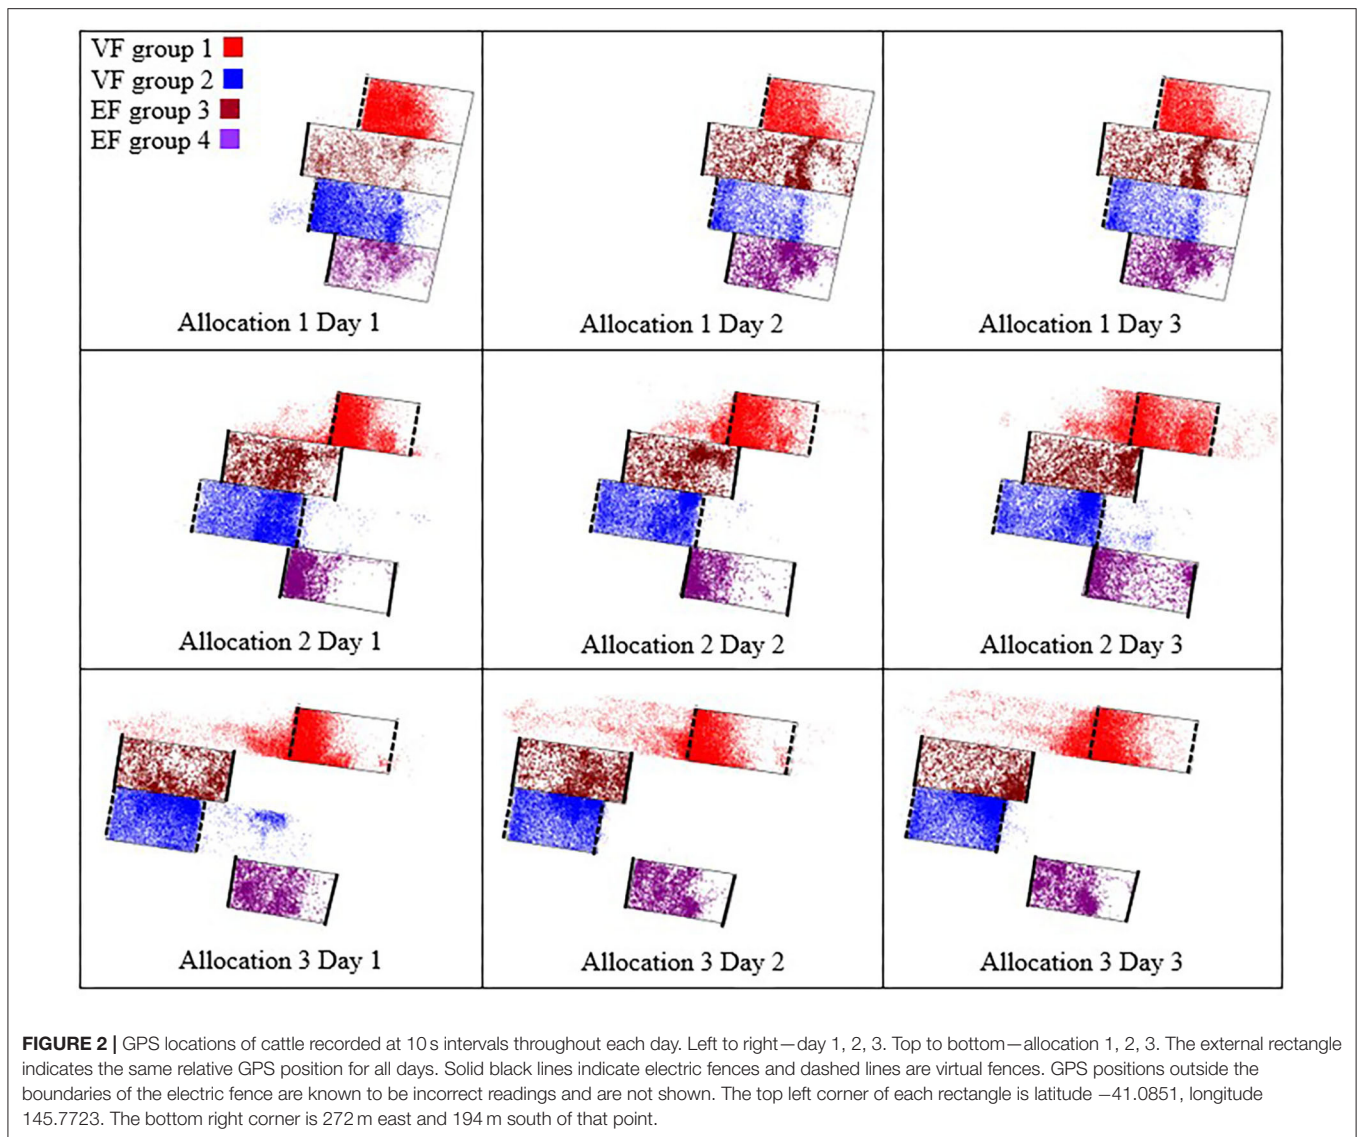 VF group 1
VF group 2
EF group 3
EF group 4
Allocation 1 Day 1
Allocation 1 Day 2
Allocation 1 Day 3
Allocation 2 Day 1
Allocation 2 Day 2
Allocation 2 Day 3
Allocation 3 Day 1
Allocation 3 Day 2
Allocation 3 Day 3
FIGURE 2 | GPS locations of cattle recorded at 10 s intervals throughout each day. Left to right—day 1, 2, 3. Top to bottom—allocation 1, 2, 3. The external rectangle
indicates the same relative GPS position for all days. Solid black lines indicate electric fences and dashed lines are virtual fences. GPS positions outside the
boundaries of the electric fence are known to be incorrect readings and are not shown. The top left corner of each rectangle is latitude −41.0851, longitude
145.7723. The bottom right corner is 272 m east and 194 m south of that point.